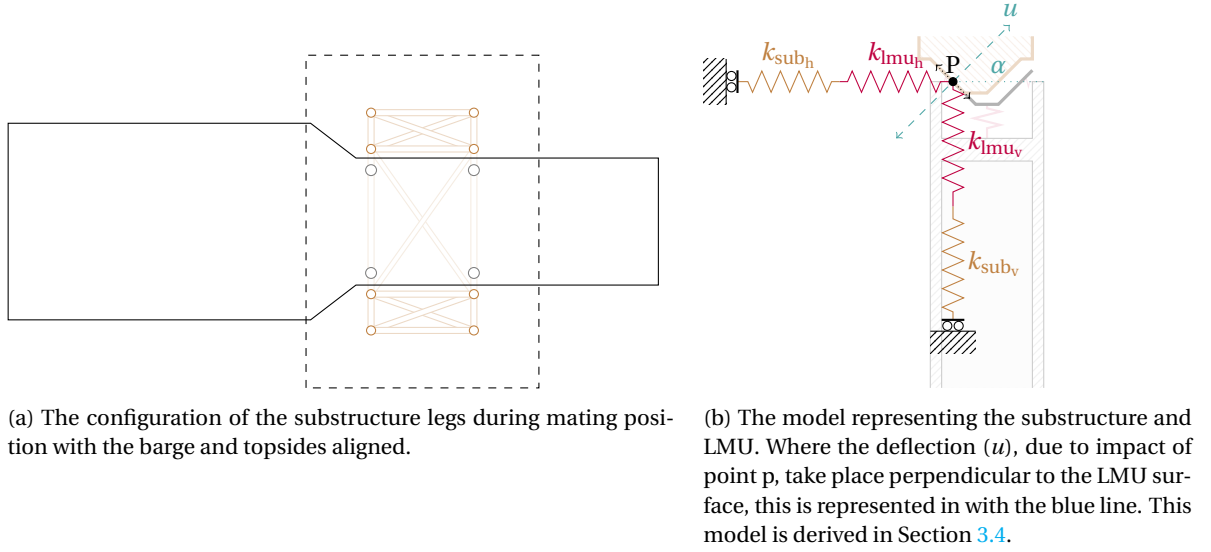 u
k_sub_h
k_lmu_h
P
α
k_lmu_v
k_sub_v
(a) The configuration of the substructure legs during mating posi-
tion with the barge and topsides aligned.
(b) The model representing the substructure and
LMU. Where the deflection (u), due to impact of
point p, take place perpendicular to the LMU sur-
face, this is represented in with the blue line. This
model is derived in Section 3.4.